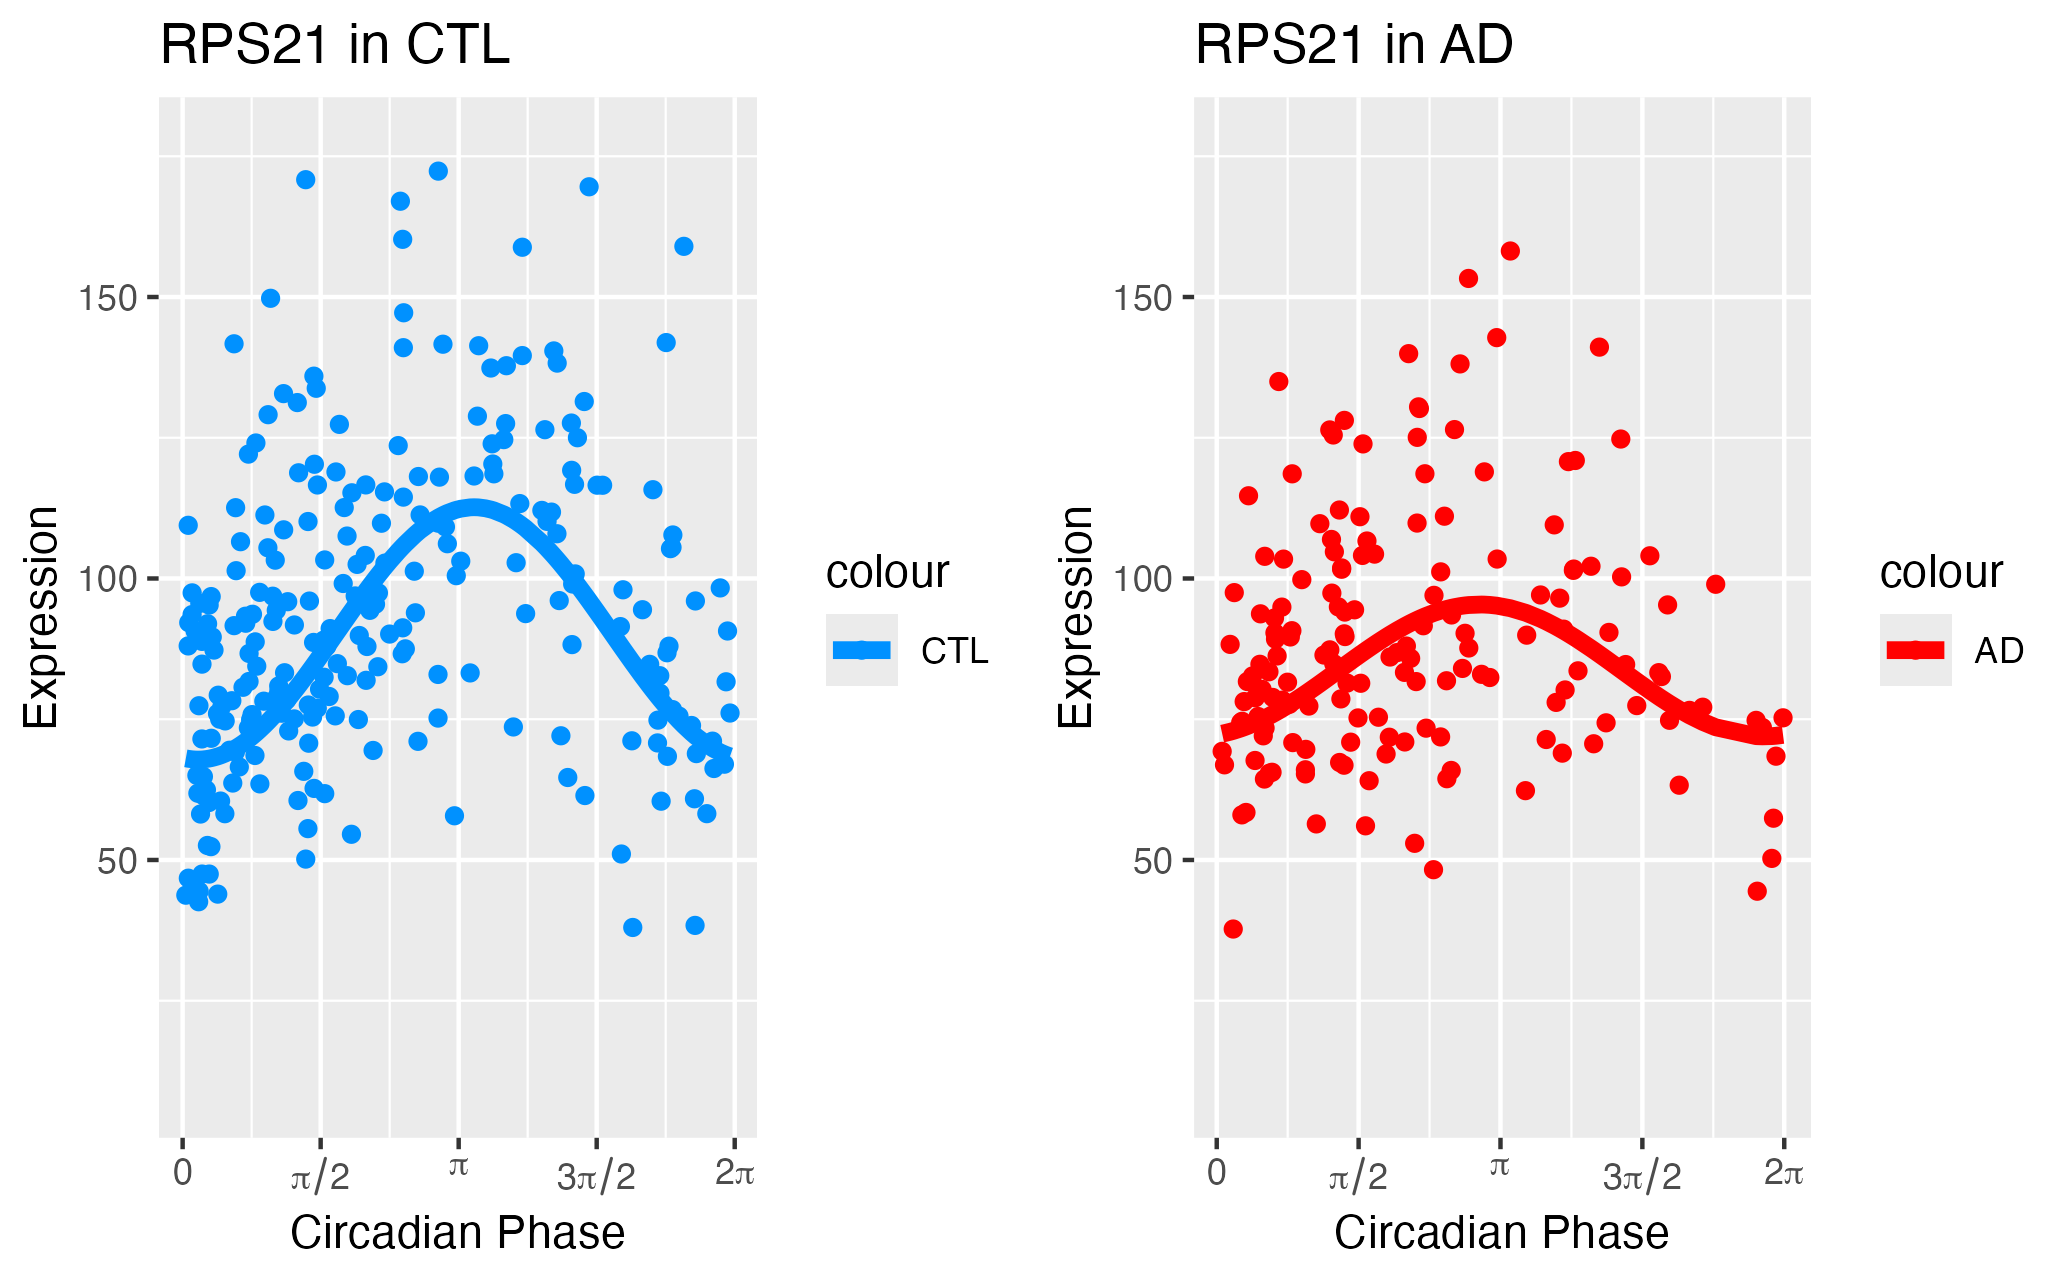 RPS21 in CTL
150
100
50
Expression
0 π/2 π 3π/2 2π
Circadian Phase
colour
CTL
RPS21 in AD
150
100
50
Expression
0 π/2 π 3π/2 2π
Circadian Phase
colour
AD